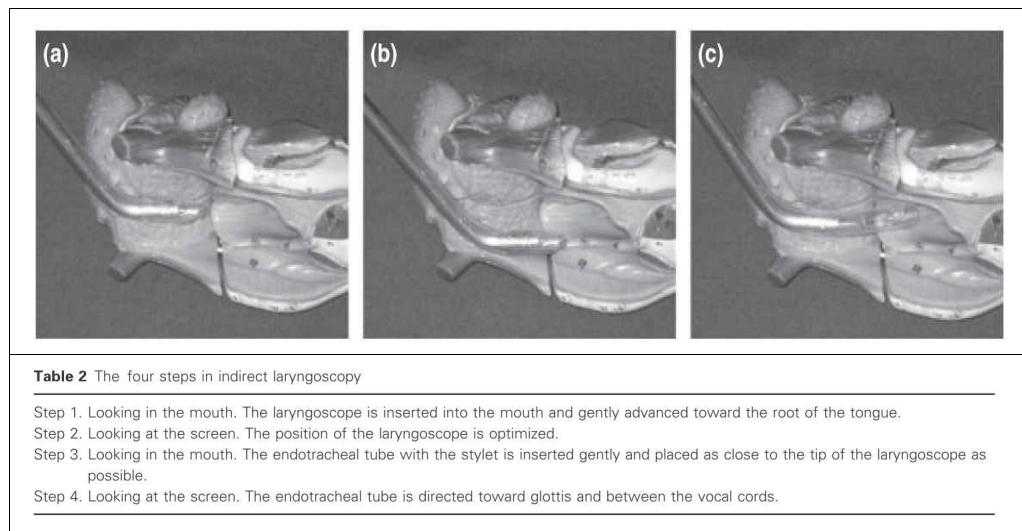 (a) (b) (c)
Table 2 The four steps in indirect laryngoscopy
Step 1. Looking in the mouth. The laryngoscope is inserted into the mouth and gently advanced toward the root of the tongue.
Step 2. Looking at the screen. The position of the laryngoscope is optimized.
Step 3. Looking in the mouth. The endotracheal tube with the stylet is inserted gently and placed as close to the tip of the laryngoscope as
possible.
Step 4. Looking at the screen. The endotracheal tube is directed toward glottis and between the vocal cords.